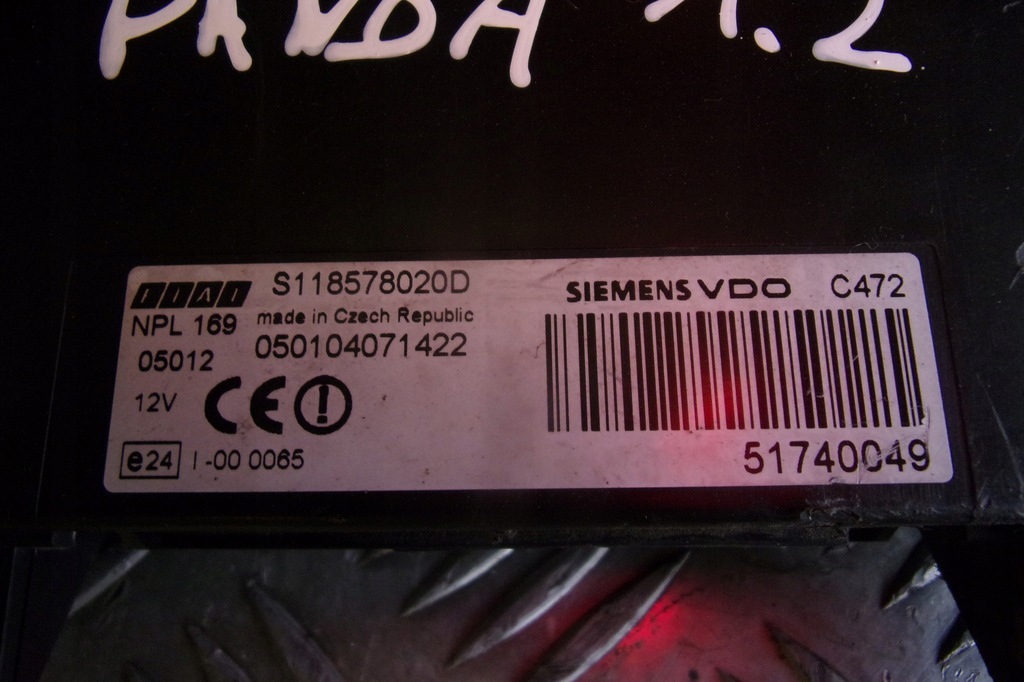 PANDA 1.2
FIAT S118578020D SIEMENS VDO C472
NPL 169 made in Czech Republic
05012 050104071422
12V CE
e24 I-00 0065
51740049